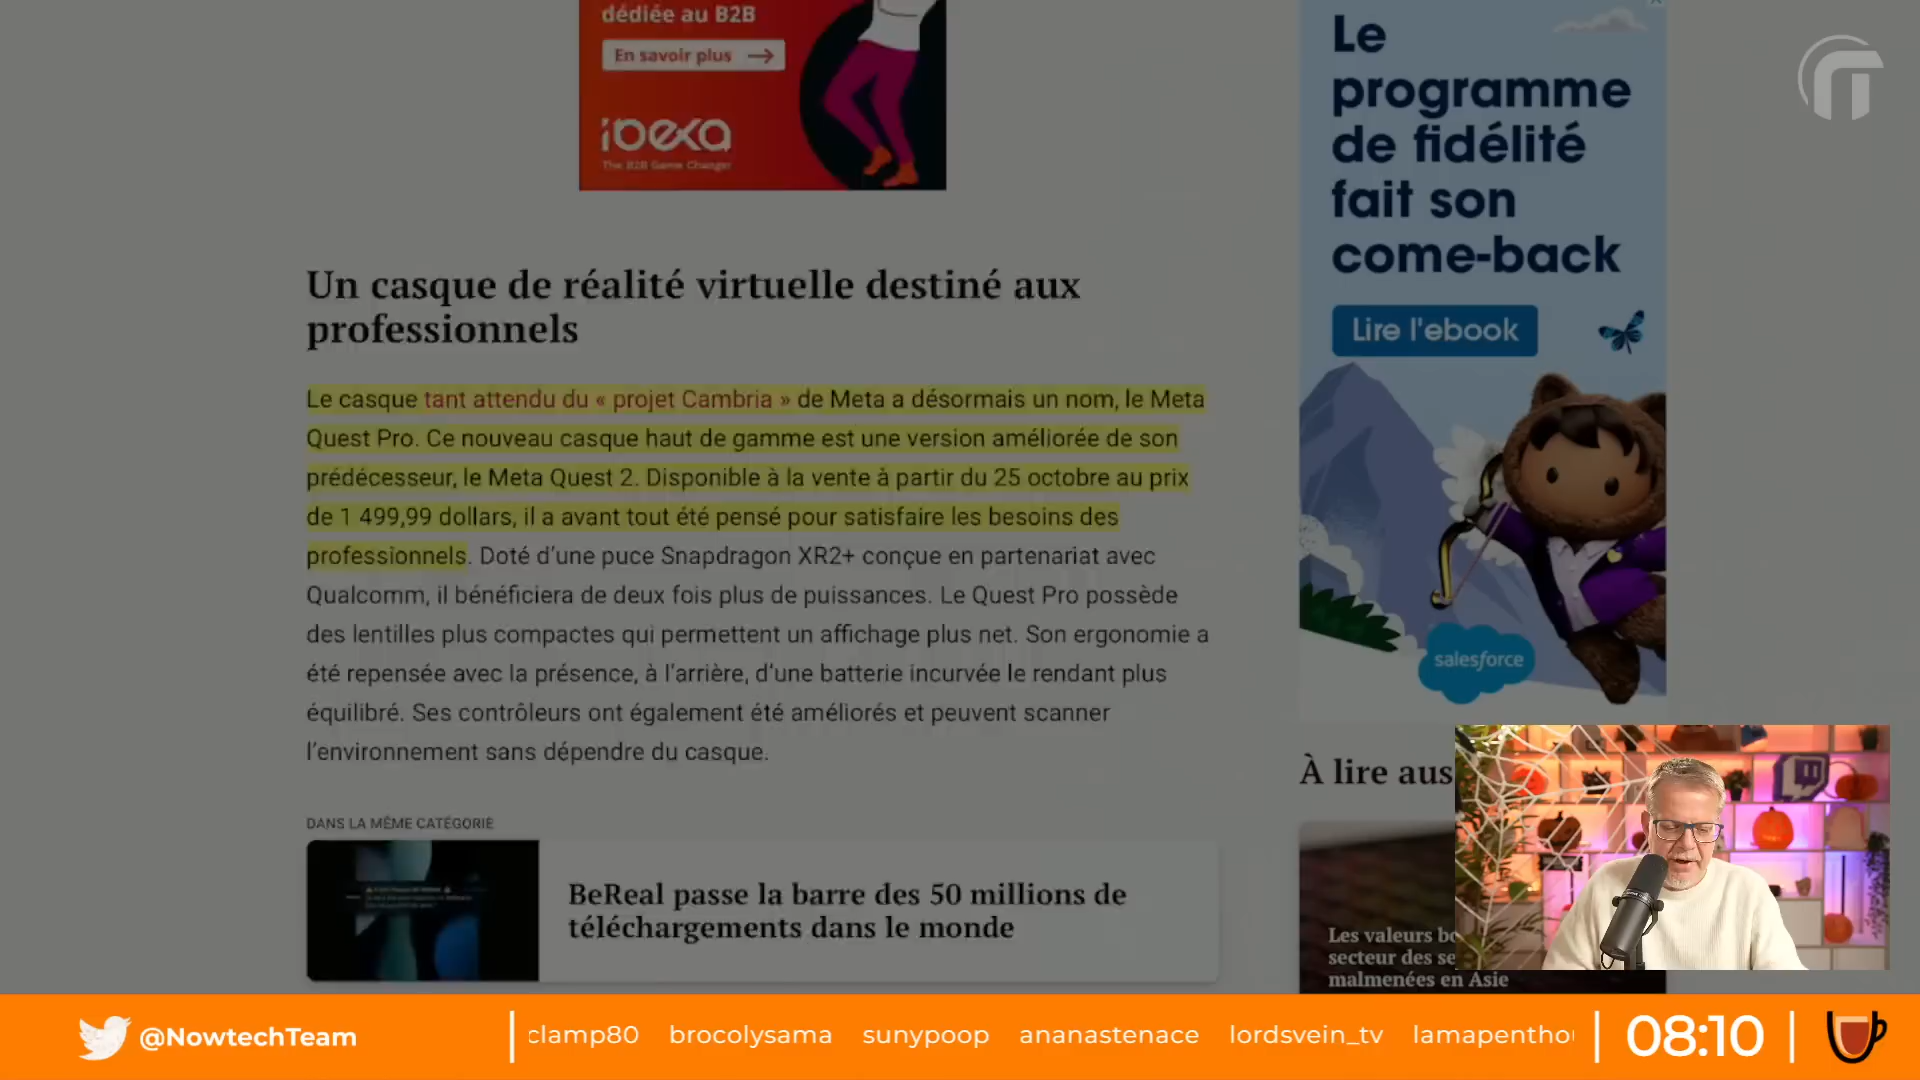 dédiée au B2B
En savoir plus
ibexa
The B2B Game Changer
Le
programme
de fidélité
fait son
come-back
Lire l'ebook
salesforce
Un casque de réalité virtuelle destiné aux
professionnels
Le casque tant attendu du « projet Cambria » de Meta a désormais un nom, le Meta
Quest Pro. Ce nouveau casque haut de gamme est une version améliorée de son
prédécesseur, le Meta Quest 2. Disponible à la vente à partir du 25 octobre au prix
de 1 499,99 dollars, il a avant tout été pensé pour satisfaire les besoins des
professionnels. Doté d’une puce Snapdragon XR2+ conçue en partenariat avec
Qualcomm, il bénéficiera de deux fois plus de puissances. Le Quest Pro possède
des lentilles plus compactes qui permettent un affichage plus net. Son ergonomie a
été repensée avec la présence, à l’arrière, d’une batterie incurvée le rendant plus
équilibré. Ses contrôleurs ont également été améliorés et peuvent scanner
l’environnement sans dépendre du casque.
DANS LA MÊME CATÉGORIE
BeReal passe la barre des 50 millions de
téléchargements dans le monde
À lire aus
Les valeurs bo
secteur des se
malmenées en Asie
@NowtechTeam
clamp80 brocolysama sunypoop ananastenace lordsvein_tv lamapentho
08:10